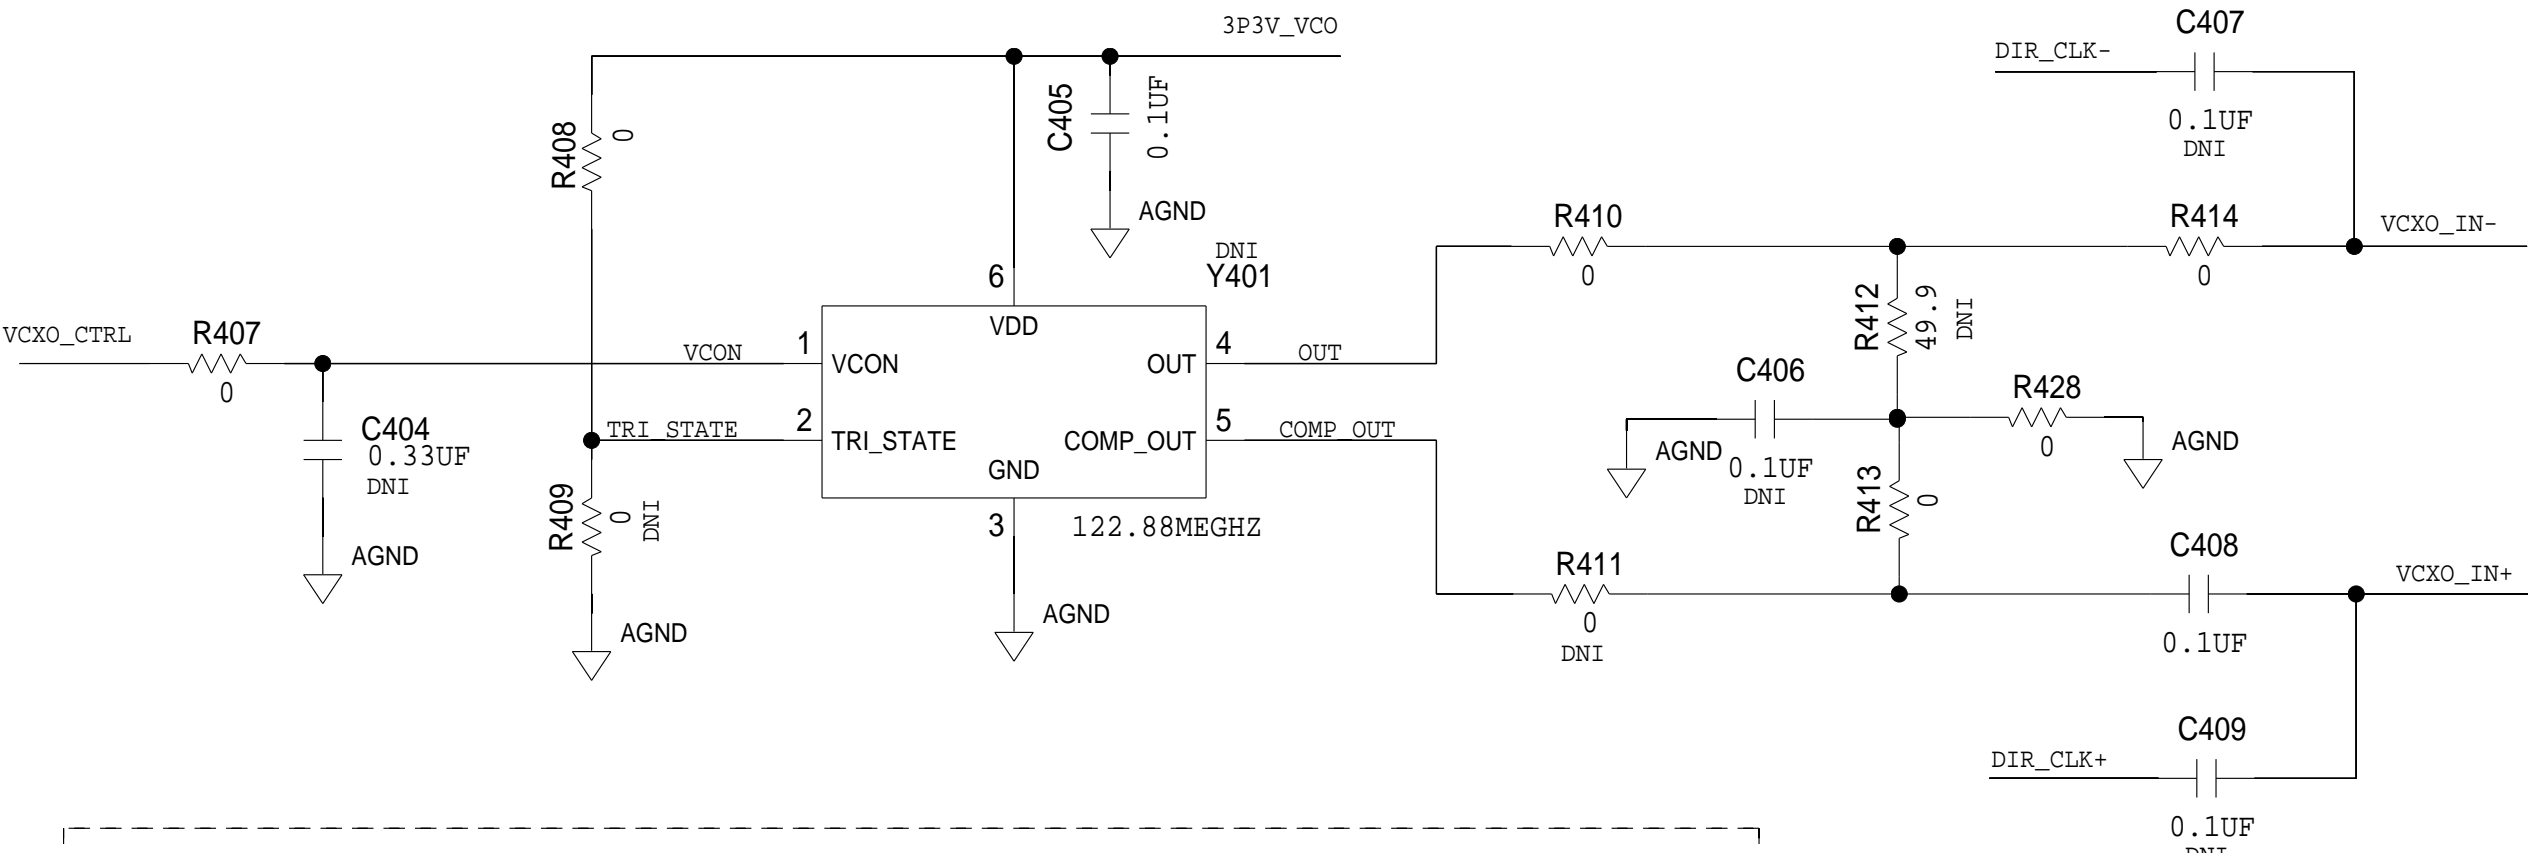 3P3V_VCO
C407
DIR_CLK-
0.1UF
DNI
R408
0
C405
0.1UF
AGND
DNI
Y401
R410
0
R414
0
VCXO_IN-
VCXO_CTRL
R407
0
VCON
1
VCON
6
VDD
OUT
4
OUT
R412
49.9
DNI
C404
0.33UF
DNI
AGND
TRI_STATE
2
TRI_STATE
COMP_OUT
5
COMP_OUT
GND
3
122.88MEGHZ
AGND
R409
0
DNI
AGND
C406
0.1UF
DNI
AGND
R428
0
AGND
R413
0
R411
0
DNI
C408
0.1UF
VCXO_IN+
C409
DIR_CLK+
0.1UF
DNI